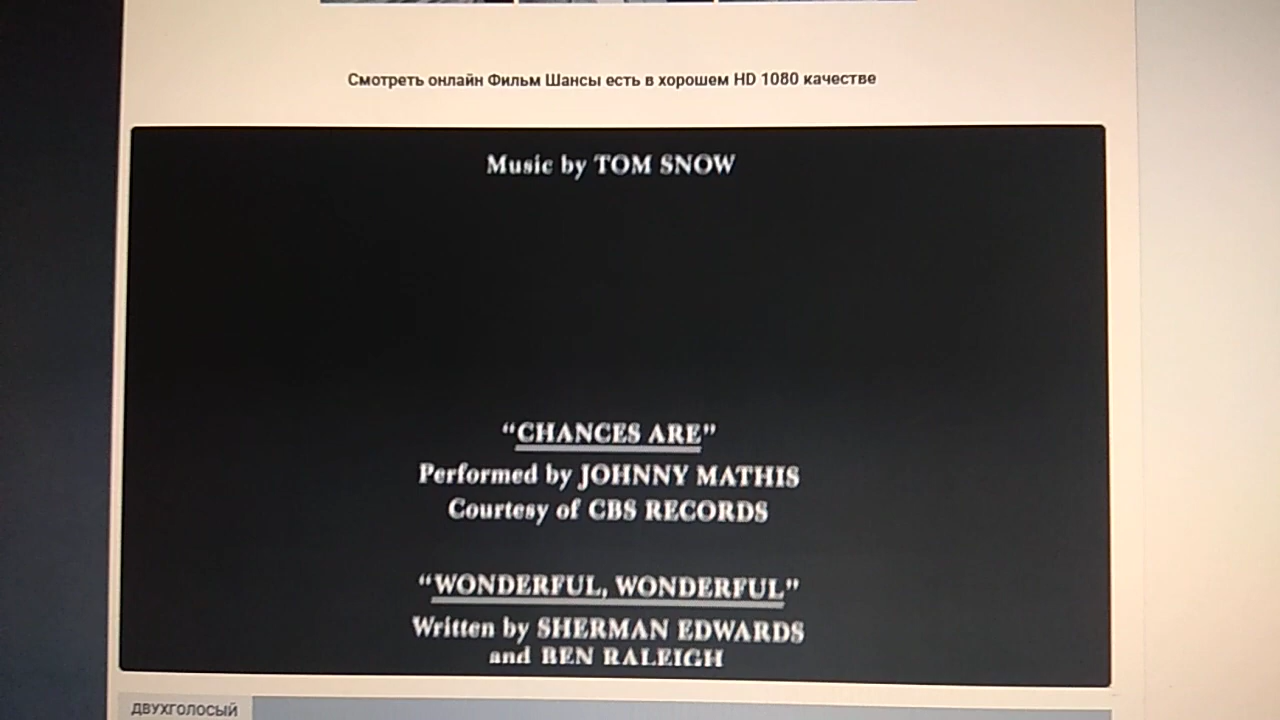 Смотреть онлайн Фильм Шансы есть в хорошем HD 1080 качестве
Music by TOM SNOW
“CHANCES ARE”
Performed by JOHNNY MATHIS
Courtesy of CBS RECORDS
“WONDERFUL, WONDERFUL”
Written by SHERMAN EDWARDS
and BEN RALEIGH
ДВУХГОЛОСЫЙ